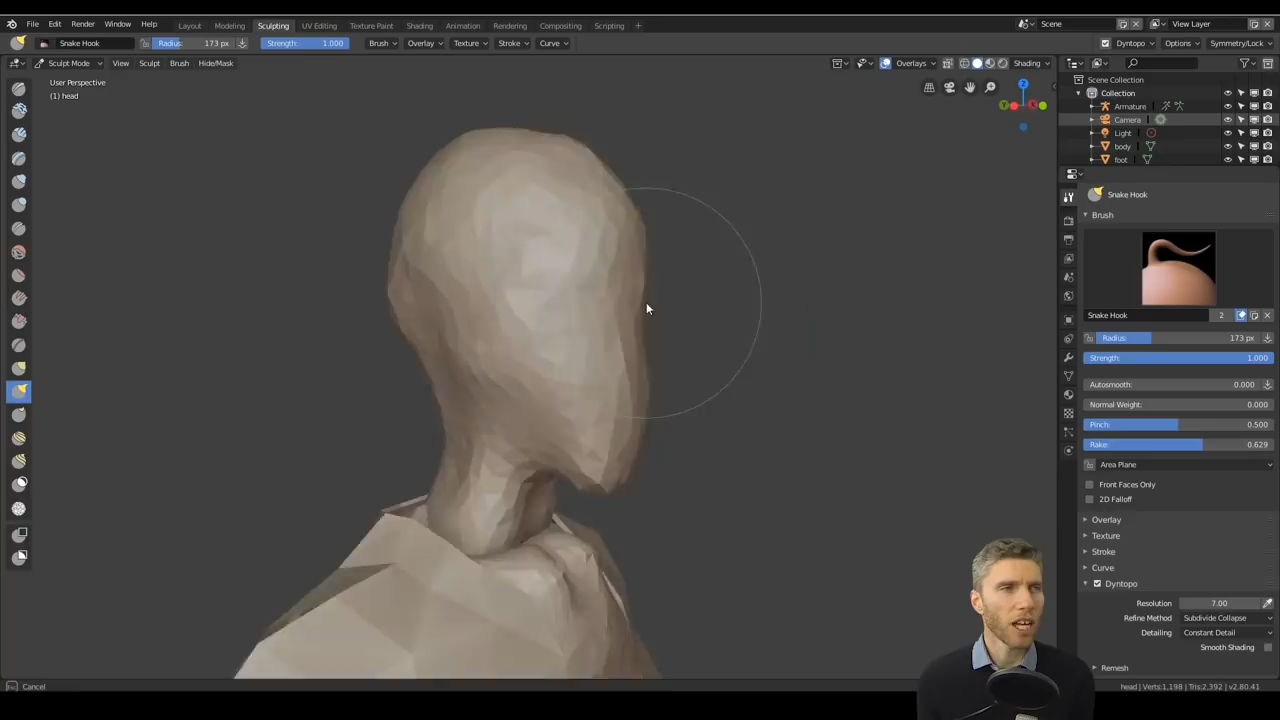 File Edit Render Window Help Layout Modeling Sculpting UV Editing Texture Paint Shading Animation Rendering Compositing Scripting + Scene View Layer
Snake Hook Radius: 173 px Strength: 1.000 Brush Overlay Texture Stroke Curve Dyntopo Options Symmetry/Lock
Sculpt Mode View Sculpt Brush Hide/Mask Overlays Shading
User Perspective
(1) head
Z
Y
Scene Collection
Collection
Armature
Camera
Light
body
foot
Snake Hook
Brush
Snake Hook 2
Radius: 173 px
Strength: 1.000
Autosmooth: 0.000
Normal Weight: 0.000
Pinch: 0.500
Rake: 0.629
Area Plane
Front Faces Only
2D Falloff
Overlay
Texture
Stroke
Curve
Dyntopo
Resolution 7.00
Refine Method Subdivide Collapse
Detailing Constant Detail
Smooth Shading
Remesh
Cancel head | Verts:1,198 | Tris:2,392 | v2.80.41